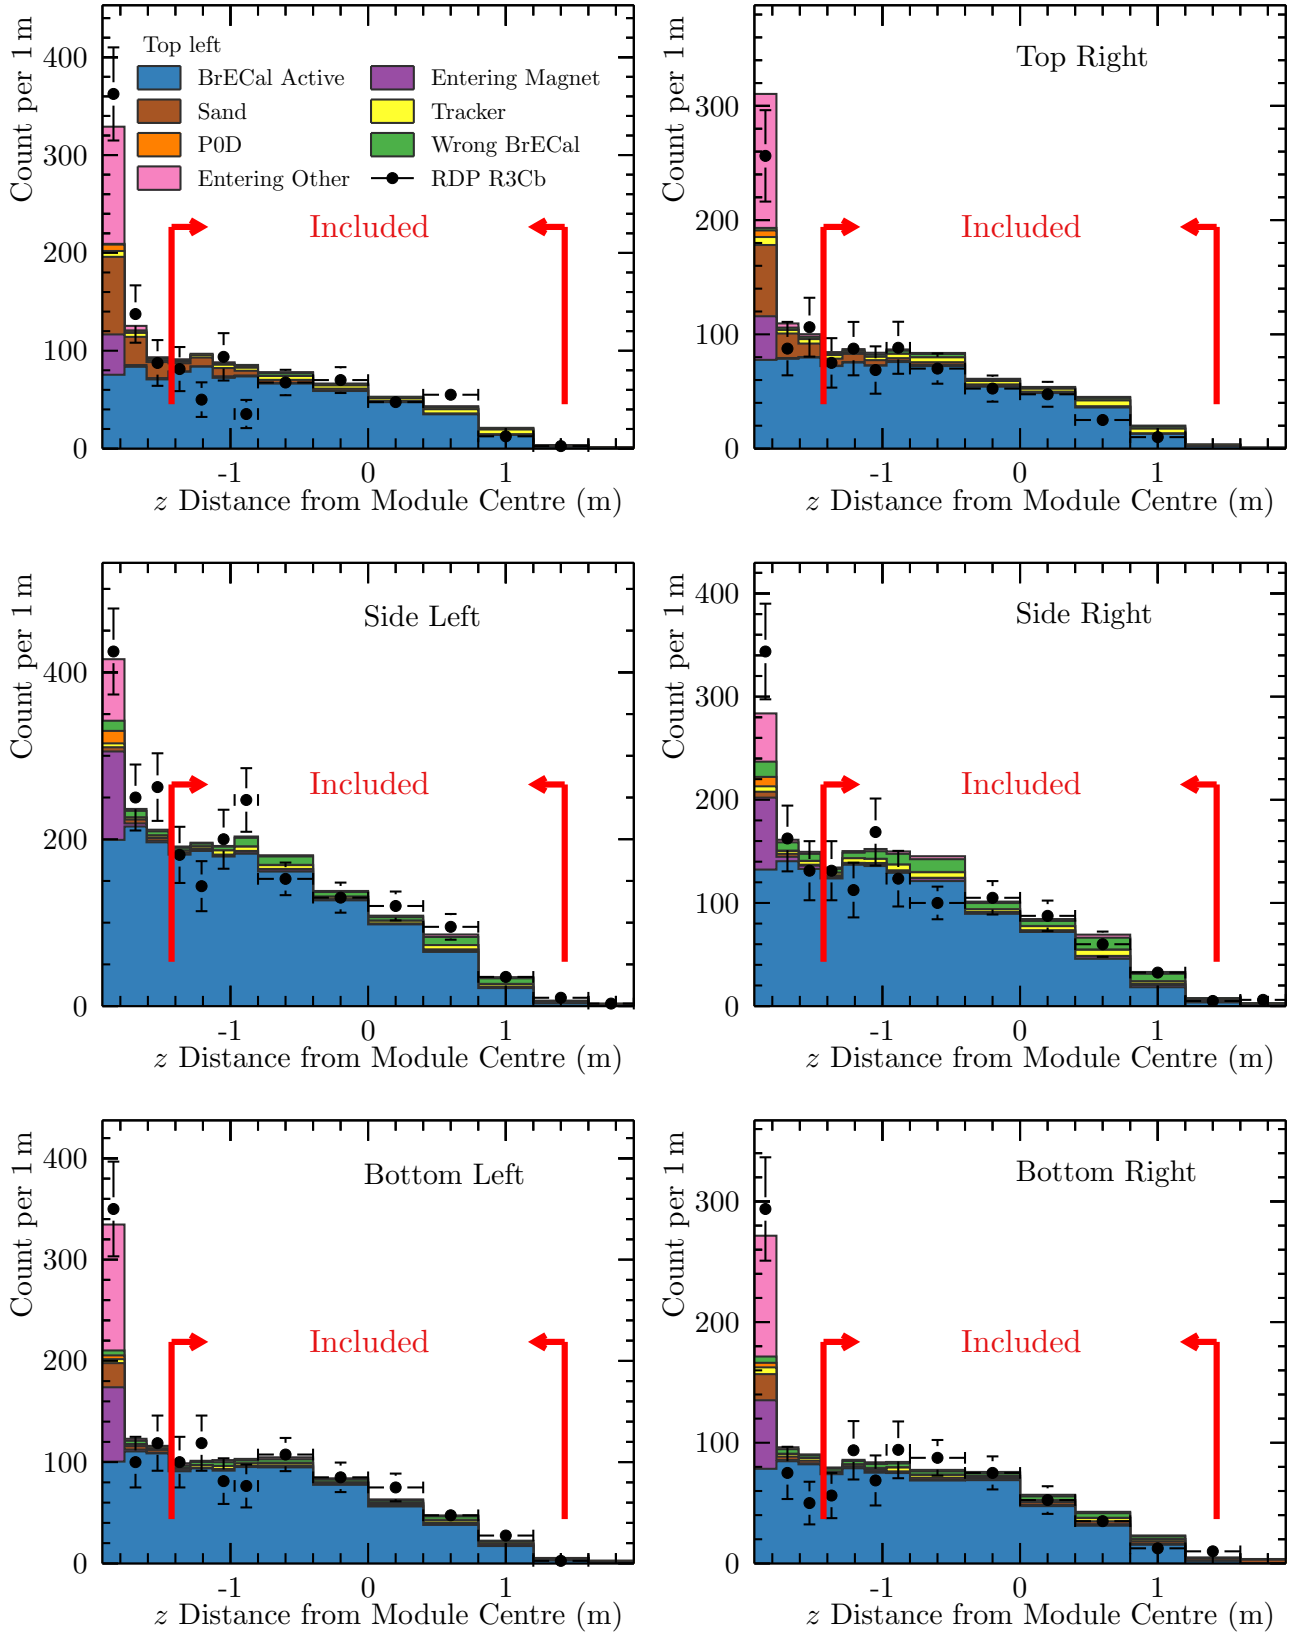 Count per 1 m
400
300
200
100
0
Top left
BrECal Active
Sand
P0D
Entering Other
Entering Magnet
Tracker
Wrong BrECal
RDP R3Cb
Included
-1 0 1
z Distance from Module Centre (m)
Count per 1 m
300
200
100
0
Top Right
Included
-1 0 1
z Distance from Module Centre (m)
Count per 1 m
400
200
0
Side Left
Included
-1 0 1
z Distance from Module Centre (m)
Count per 1 m
400
300
200
100
0
Side Right
Included
-1 0 1
z Distance from Module Centre (m)
Count per 1 m
400
300
200
100
0
Bottom Left
Included
-1 0 1
z Distance from Module Centre (m)
Count per 1 m
300
200
100
0
Bottom Right
Included
-1 0 1
z Distance from Module Centre (m)